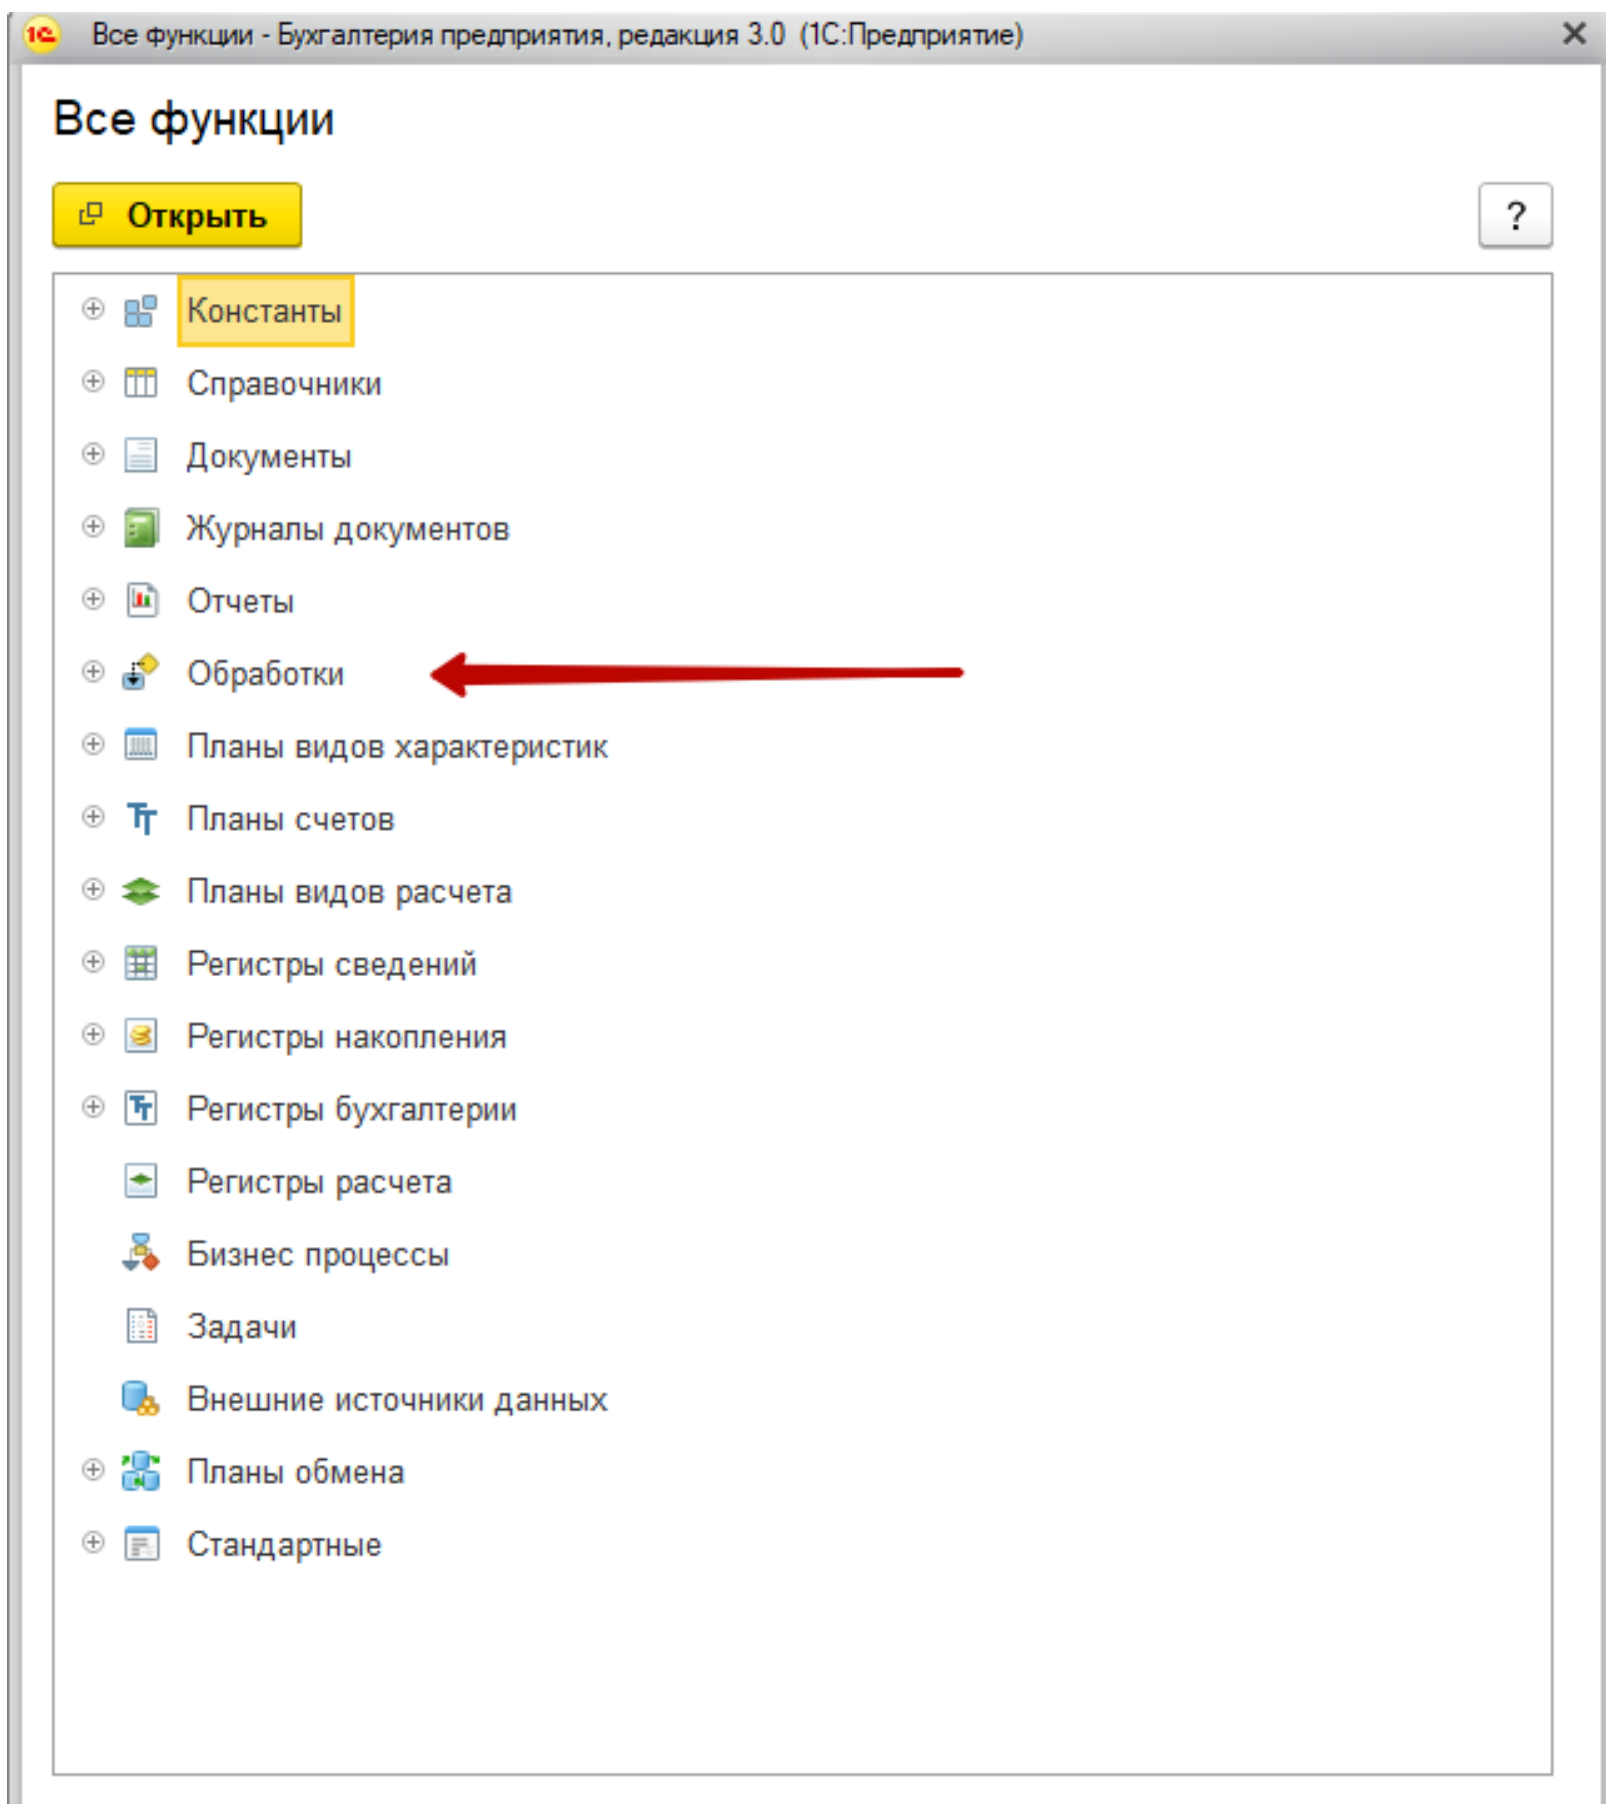 1С Все функции - Бухгалтерия предприятия, редакция 3.0 (1С:Предприятие)
Все функции
Открыть ?
Константы
Справочники
Документы
Журналы документов
Отчеты
Обработки
Планы видов характеристик
Планы счетов
Планы видов расчета
Регистры сведений
Регистры накопления
Регистры бухгалтерии
Регистры расчета
Бизнес процессы
Задачи
Внешние источники данных
Планы обмена
Стандартные